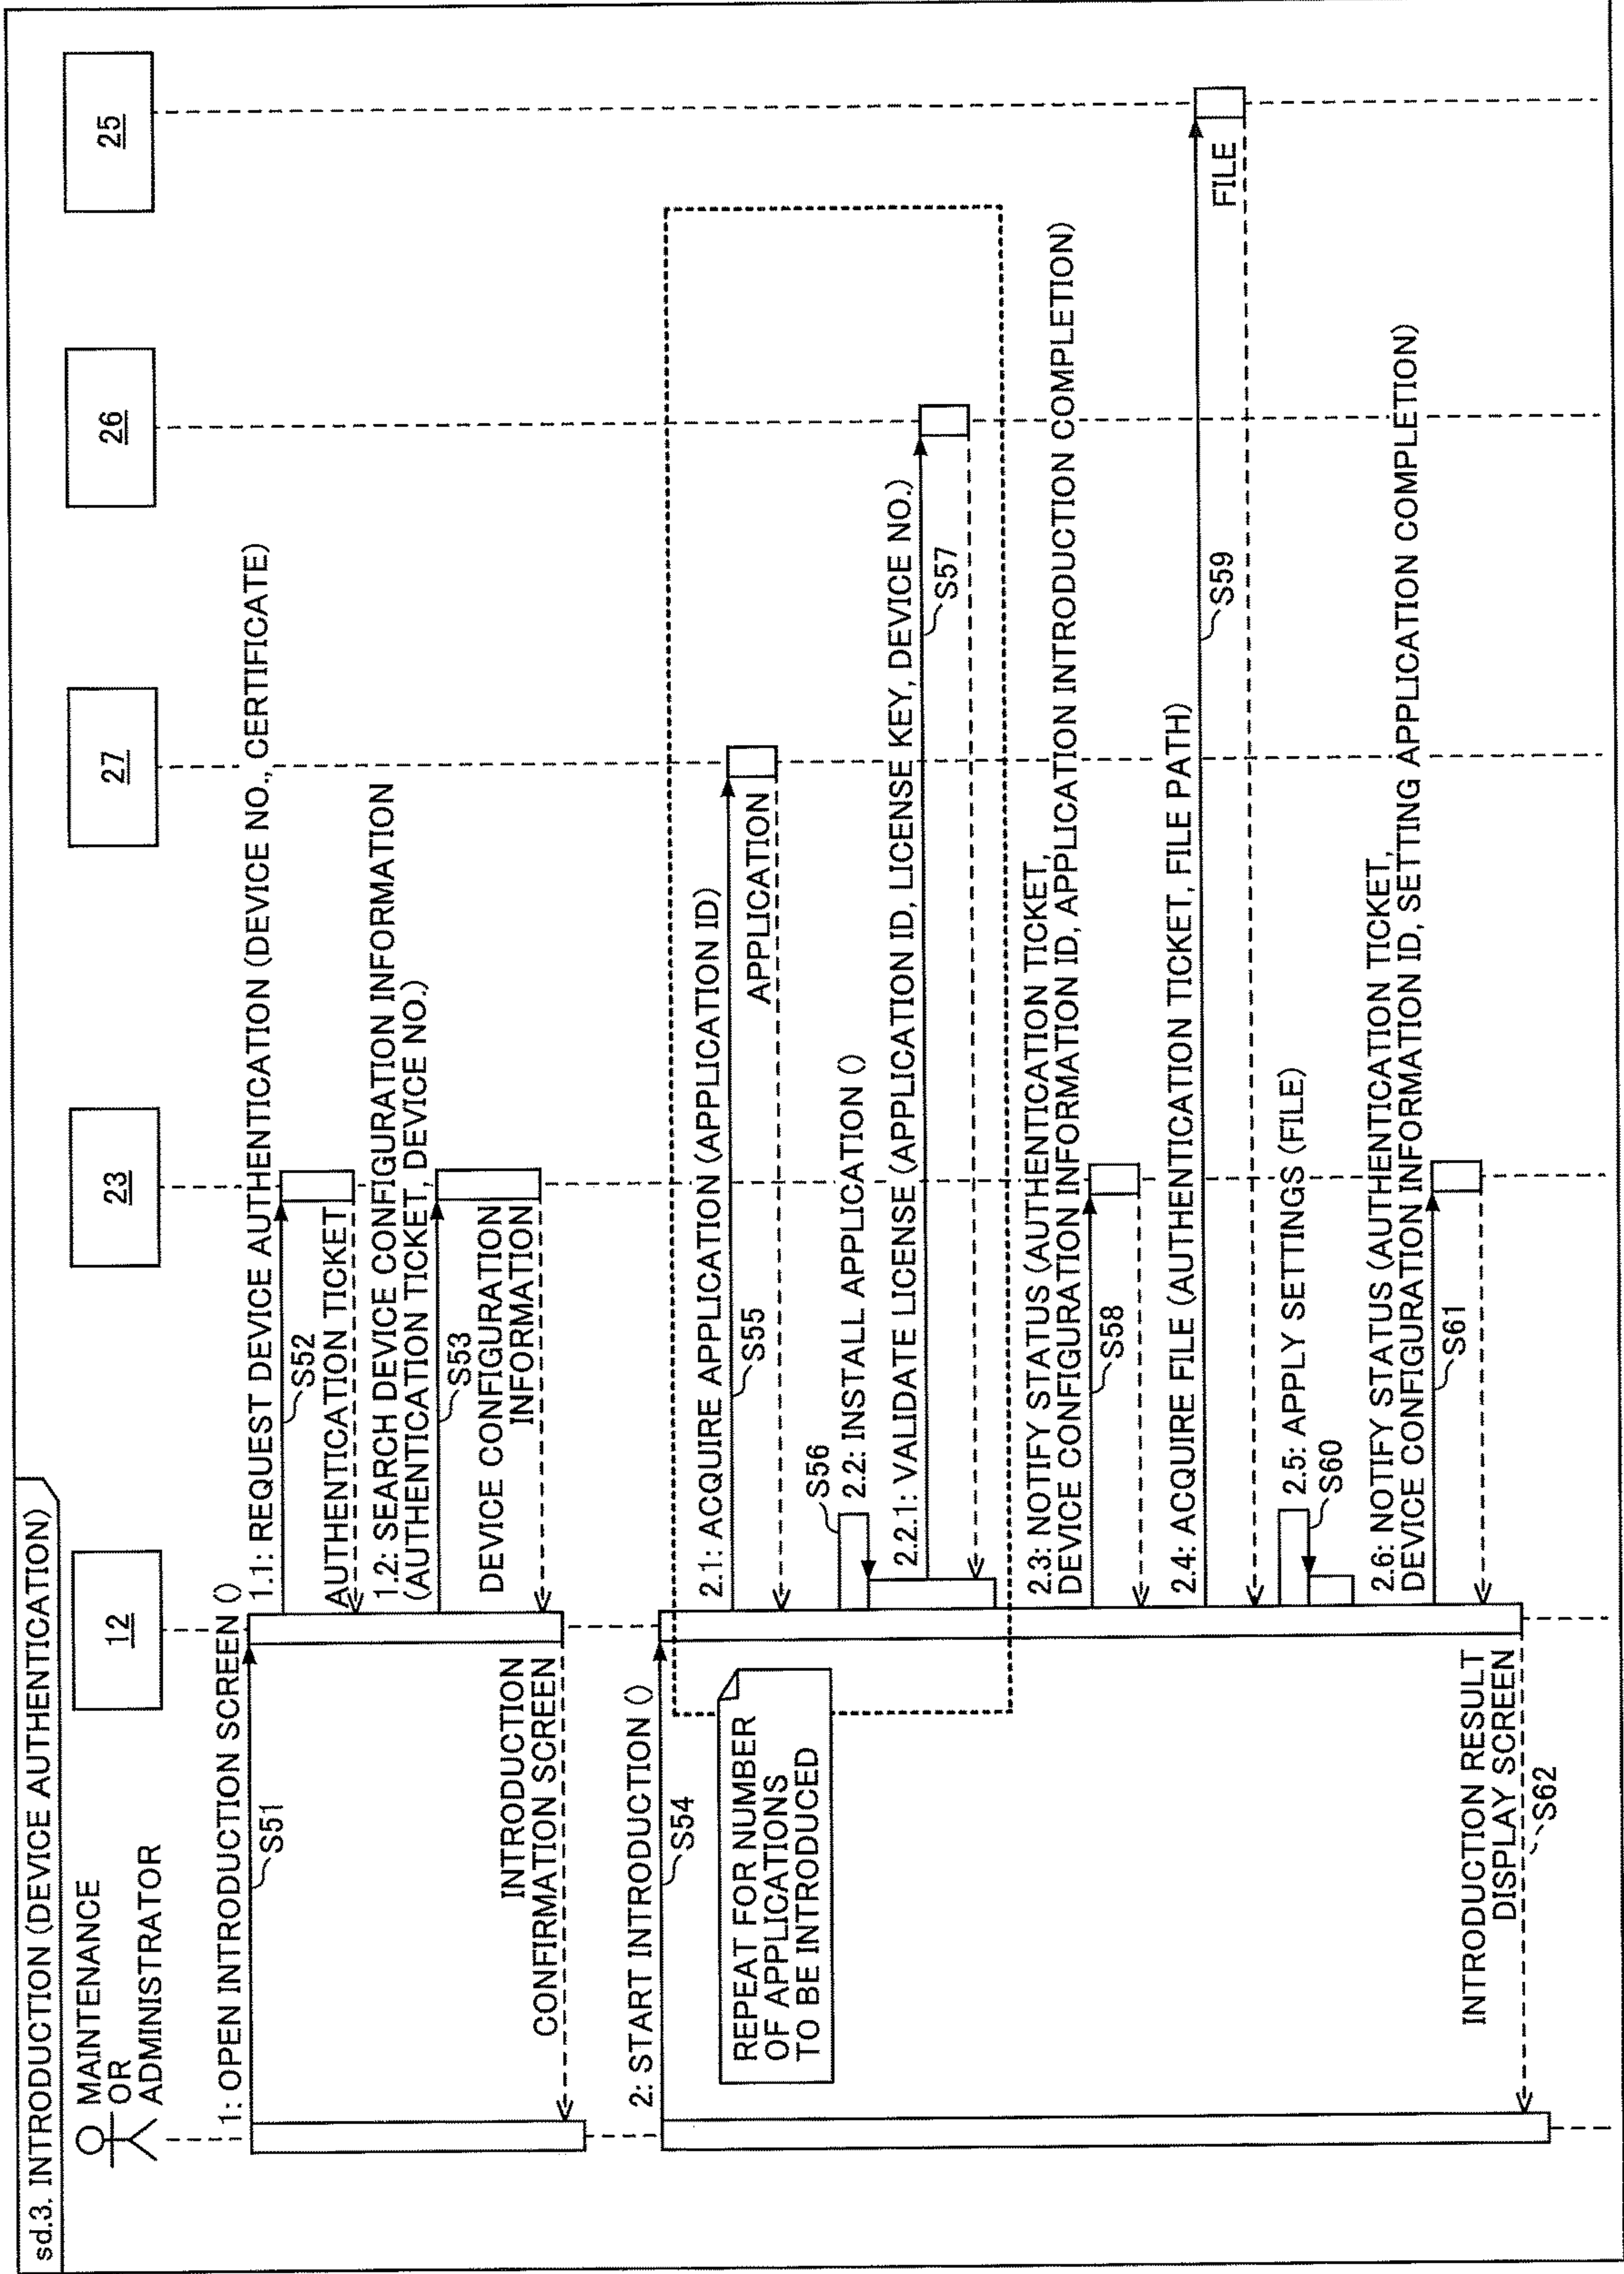 sd.3. INTRODUCTION (DEVICE AUTHENTICATION)
MAINTENANCE
OR
ADMINISTRATOR
12
23
27
26
25
1: OPEN INTRODUCTION SCREEN ()
S51
1.1: REQUEST DEVICE AUTHENTICATION (DEVICE NO., CERTIFICATE)
S52
AUTHENTICATION TICKET
1.2: SEARCH DEVICE CONFIGURATION INFORMATION
(AUTHENTICATION TICKET, DEVICE NO.)
S53
DEVICE CONFIGURATION
INFORMATION
INTRODUCTION
CONFIRMATION SCREEN
2: START INTRODUCTION ()
S54
REPEAT FOR NUMBER
OF APPLICATIONS
TO BE INTRODUCED
2.1: ACQUIRE APPLICATION (APPLICATION ID)
S55
APPLICATION
S56
2.2: INSTALL APPLICATION ()
2.2.1: VALIDATE LICENSE (APPLICATION ID, LICENSE KEY, DEVICE NO.)
S57
2.3: NOTIFY STATUS (AUTHENTICATION TICKET,
DEVICE CONFIGURATION INFORMATION ID, APPLICATION INTRODUCTION COMPLETION)
S58
2.4: ACQUIRE FILE (AUTHENTICATION TICKET, FILE PATH)
S59
FILE
2.5: APPLY SETTINGS (FILE)
S60
2.6: NOTIFY STATUS (AUTHENTICATION TICKET,
DEVICE CONFIGURATION INFORMATION ID, SETTING APPLICATION COMPLETION)
S61
INTRODUCTION RESULT
DISPLAY SCREEN
S62